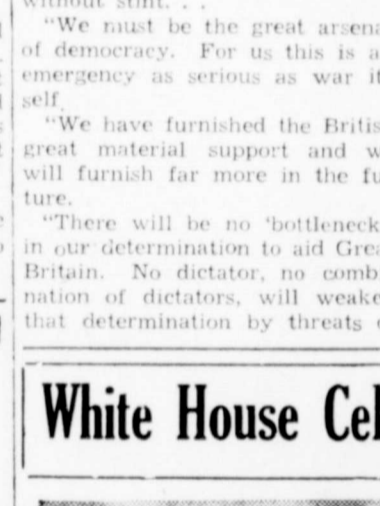 without stint. . .
"We must be the great arsena
of democracy. For us this is a
emergency as serious as war it
self.
"We have furnished the Britis
great material support and w
will furnish far more in the fu
ture.
"There will be no 'bottleneck
in our determination to aid Grea
Britain. No dictator, no comb
nation of dictators, will weake
that determination by threats
White House Cel